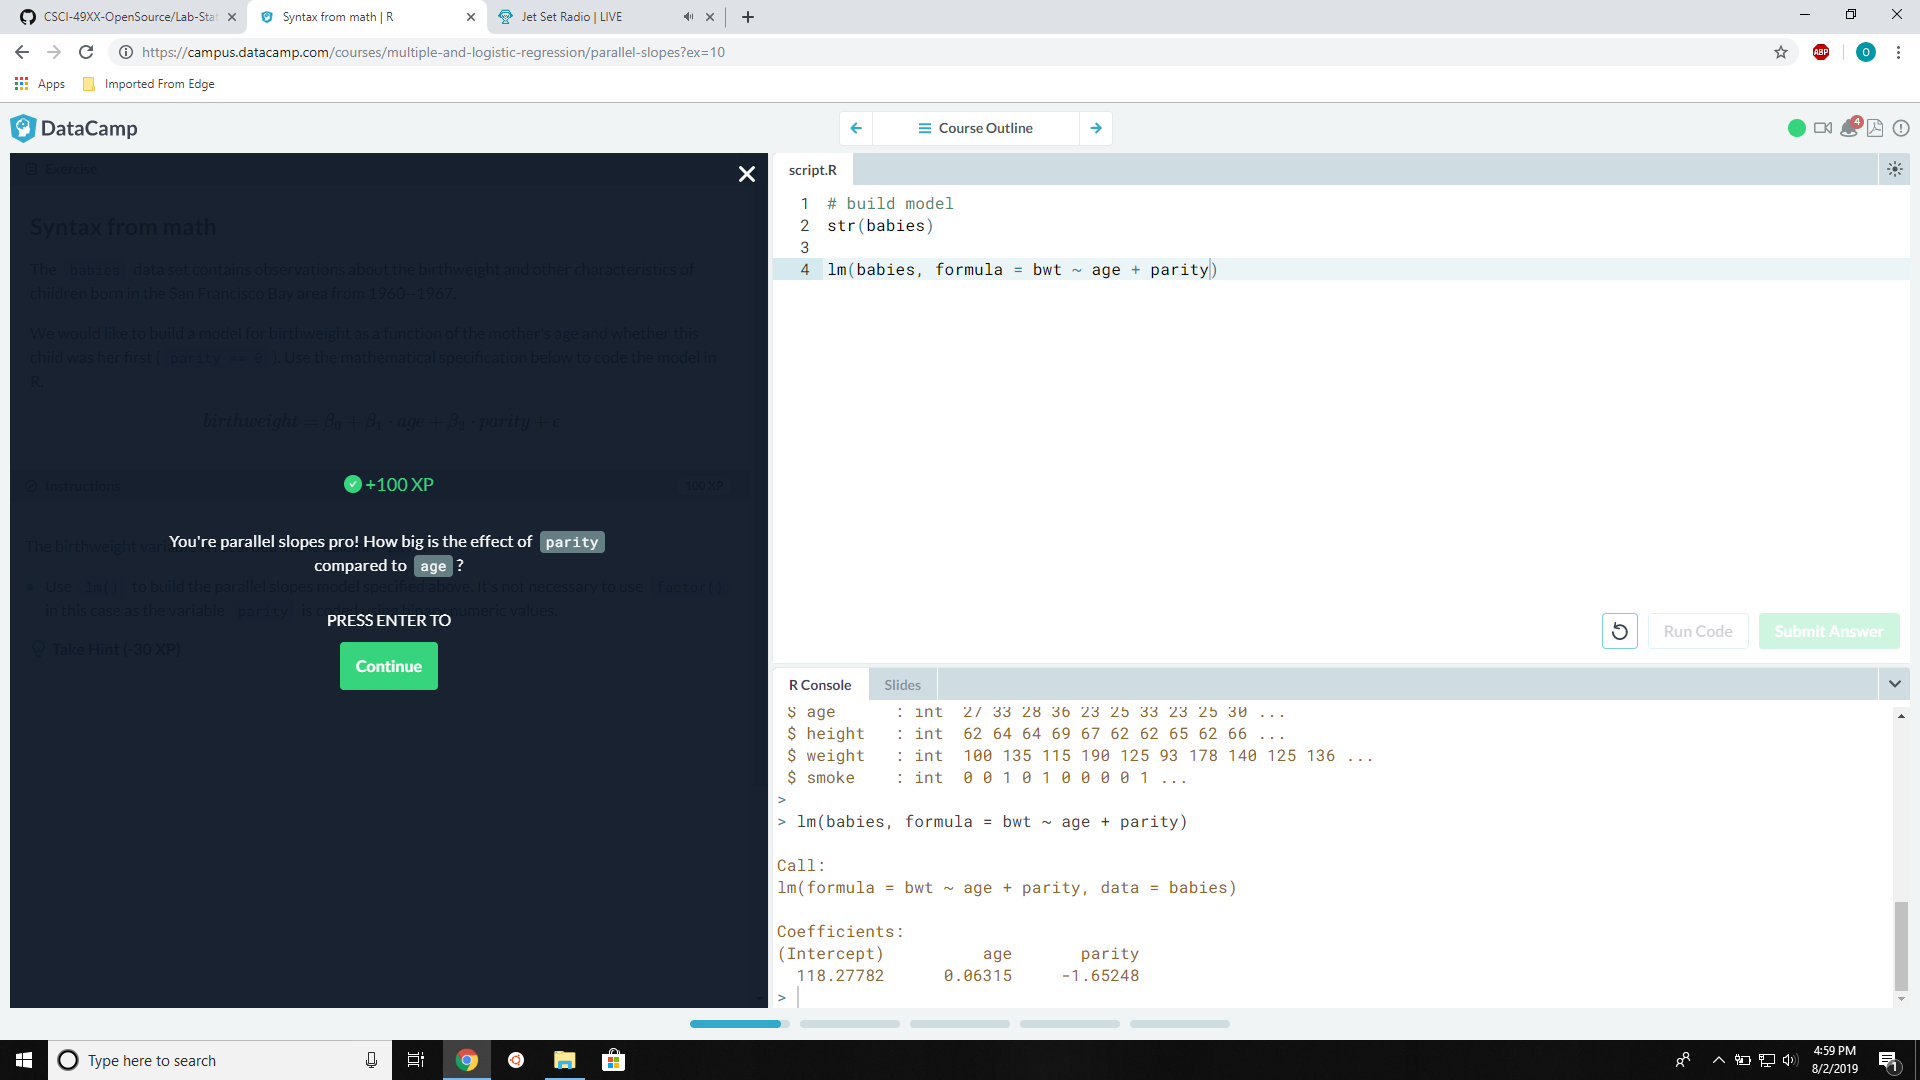 CSCI-49XX-OpenSource/Lab-Stat
Syntax from math | R
Jet Set Radio | LIVE
https://campus.datacamp.com/courses/multiple-and-logistic-regression/parallel-slopes?ex=10
ABP
O
Apps
Imported From Edge
DataCamp
Course Outline
4
Exercise
Syntax from math
The babies data set contains observations about the birthweight and other characteristics of
children born in the San Francisco Bay area from 1960--1967.
We would like to build a model for birthweight as a function of the mother's age and whether this
child was her first ( parity == 0 ). Use the mathematical specification below to code the model in
R.
birthweight = β0 + β1 · age + β2 · parity + ϵ
Instructions
100 XP
+100 XP
The birthweight
You're parallel slopes pro! How big is the effect of parity
compared to age ?
Use lm() to build the parallel slopes model specified above. It's not necessary to use factor()
in this case as the variable parity is coded using binary numeric values.
PRESS ENTER TO
Take Hint (-30 XP)
Continue
script.R
1 # build model
2 str(babies)
3
4 lm(babies, formula = bwt ~ age + parity)
Run Code
Submit Answer
R Console
Slides
$ age : int 27 33 28 36 23 25 33 23 25 30 ...
$ height : int 62 64 64 69 67 62 62 65 62 66 ...
$ weight : int 100 135 115 190 125 93 178 140 125 136 ...
$ smoke : int 0 0 1 0 1 0 0 0 0 1 ...
>
> lm(babies, formula = bwt ~ age + parity)
Call:
lm(formula = bwt ~ age + parity, data = babies)
Coefficients:
(Intercept) age parity
118.27782 0.06315 -1.65248
>
Type here to search
4:59 PM
8/2/2019
1